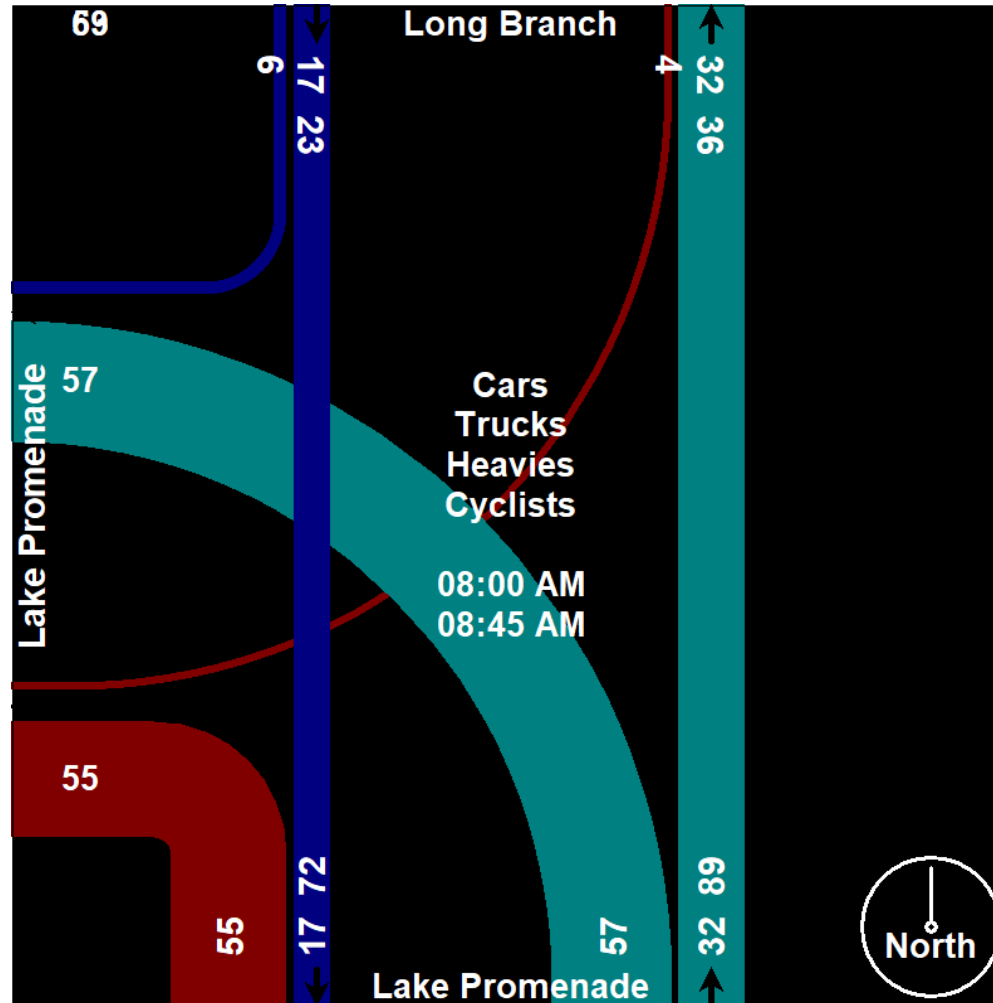 69
Long Branch
6
17 23
4
32 36
57
Lake Promenade
Cars
Trucks
Heavies
Cyclists
08:00 AM
08:45 AM
55
55
17 72
57
32 89
North
Lake Promenade